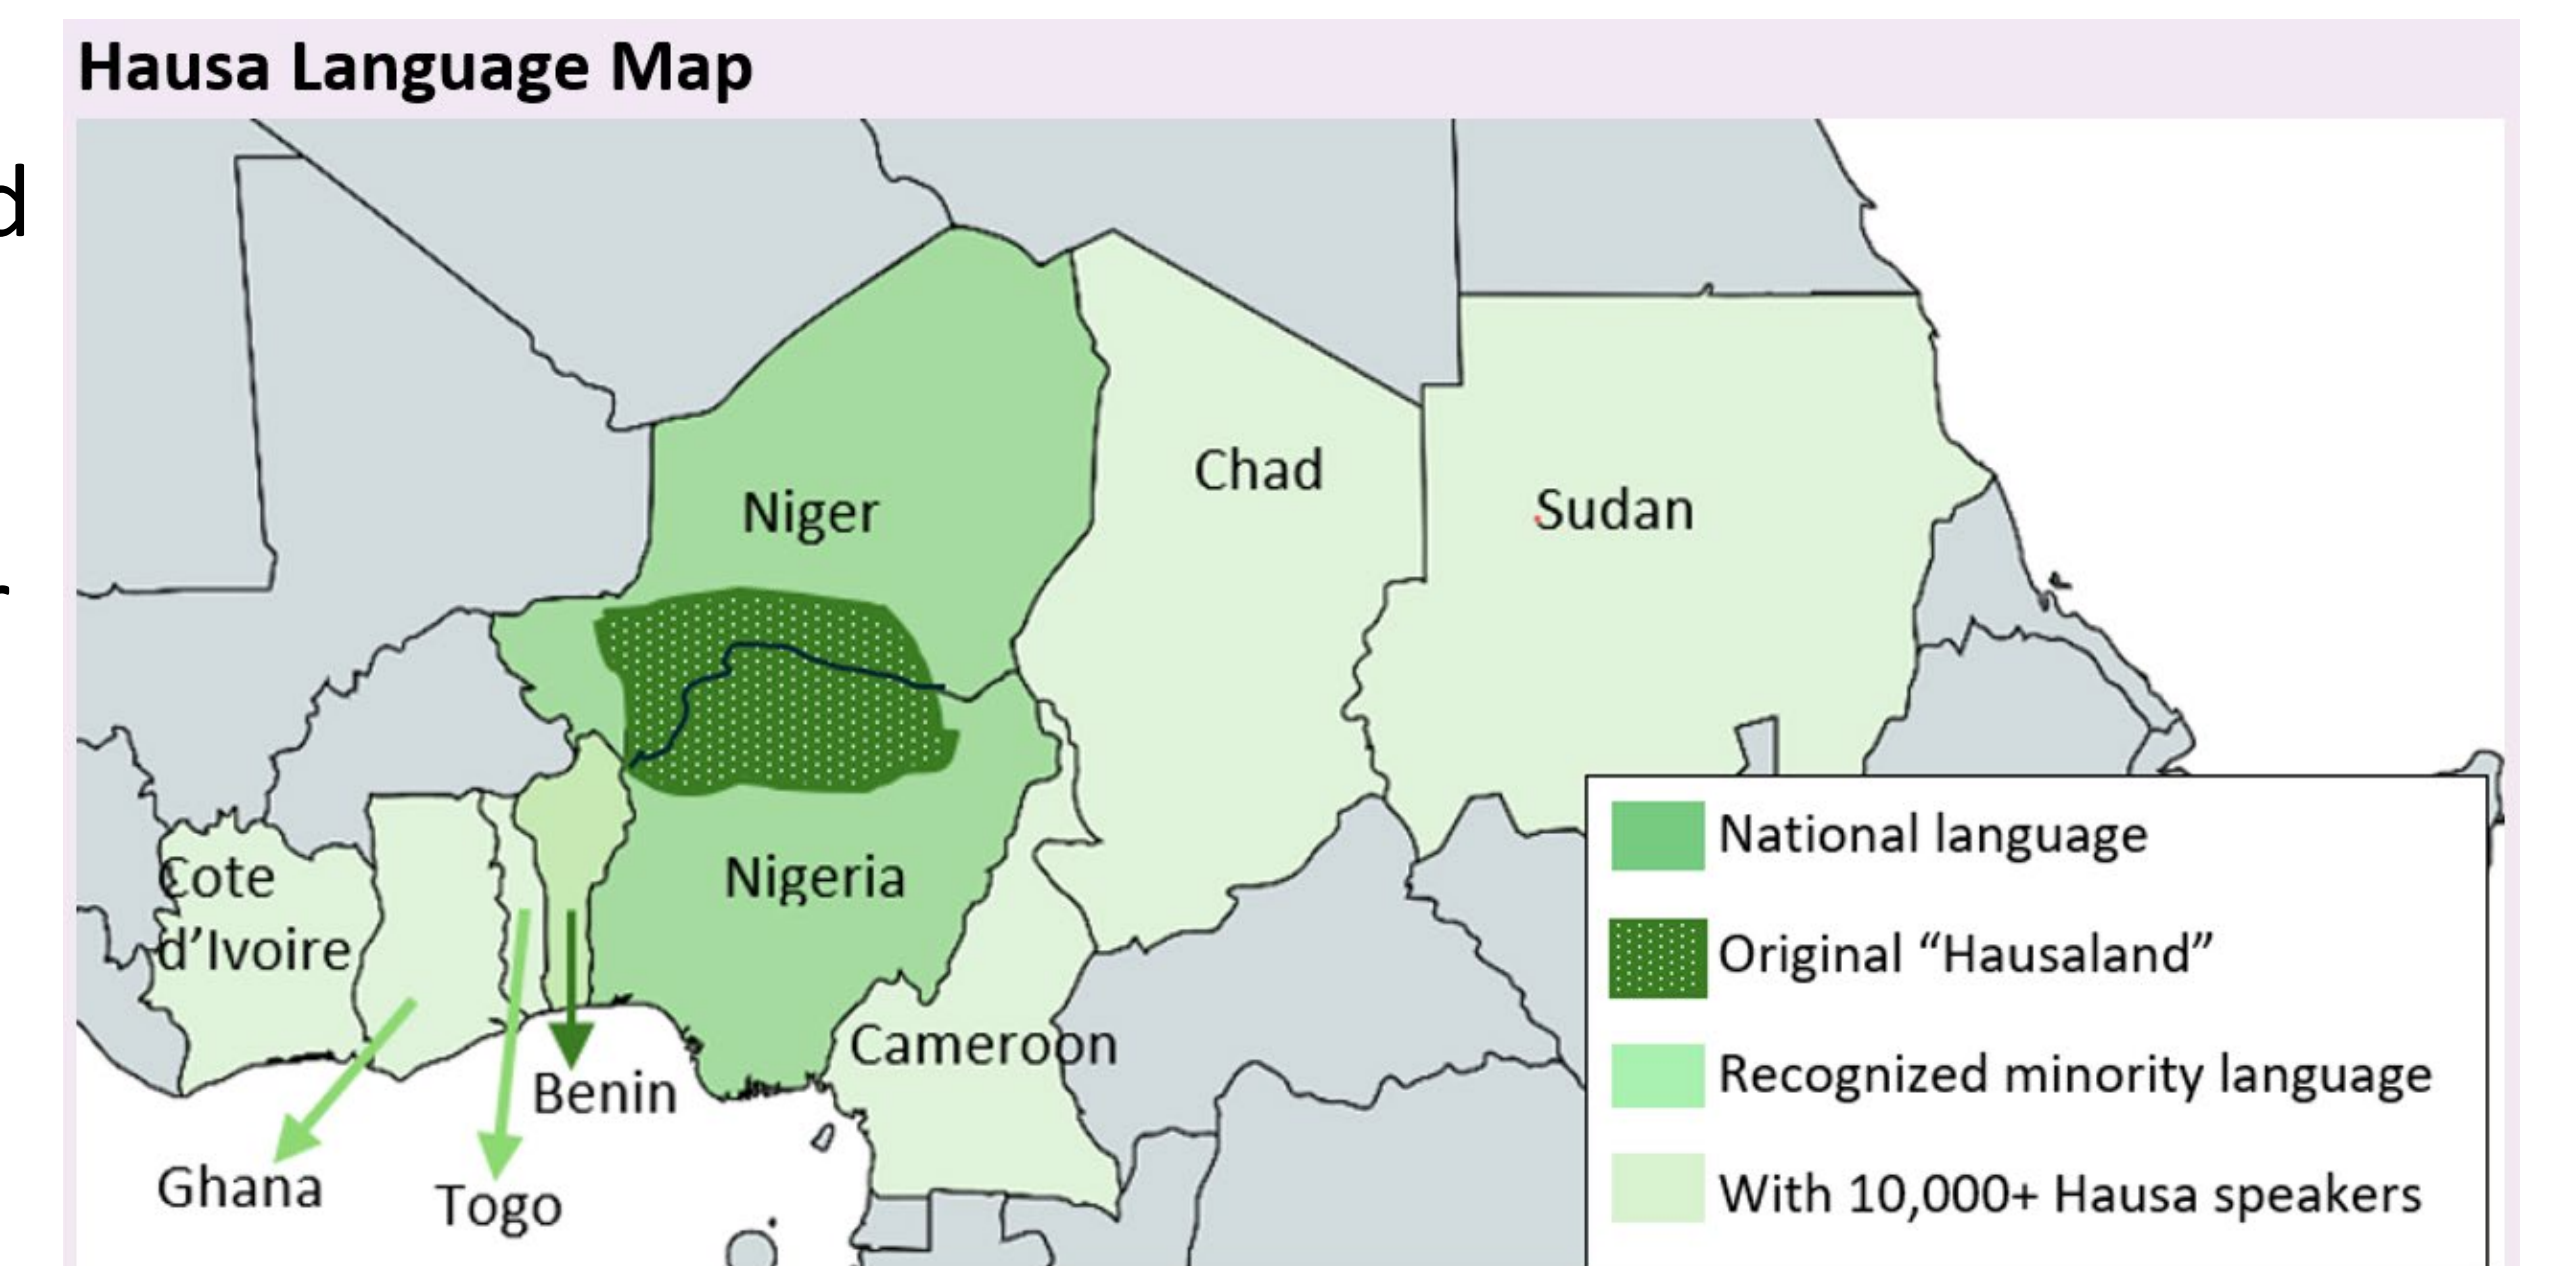 Hausa Language Map
d
r
Niger
Chad
Sudan
Cote
d’Ivoire
Nigeria
Cameroon
Benin
Ghana
Togo
National language
Original “Hausaland”
Recognized minority language
With 10,000+ Hausa speakers